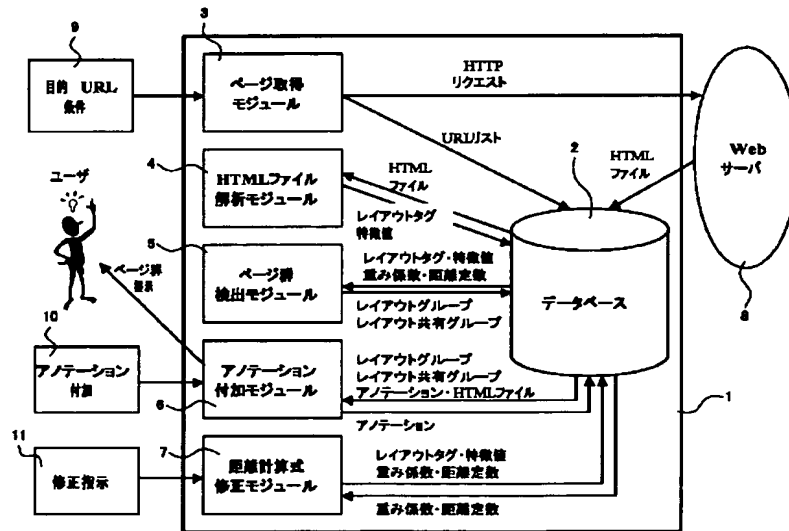 9
目的 URL
条件
3
ページ取得
モジュール
HTTP
リクエスト
URLリスト
Web
サーバ
8
HTML
ファイル
2
データベース
4
HTMLファイル
解析モジュール
HTML
ファイル
レイアウトタグ
特徴値
ユーザ
ページ群
提示
5
ページ群
検出モジュール
レイアウトタグ・特徴値
重み係数・距離定数
レイアウトグループ
レイアウト共有グループ
10
アノテーション
付加
アノテーション
付加モジュール
6
レイアウトグループ
レイアウト共有グループ
アノテーション・HTMLファイル
アノテーション
1
11
修正指示
7
距離計算式
修正モジュール
レイアウトタグ・特徴値
重み係数・距離定数
重み係数・距離定数